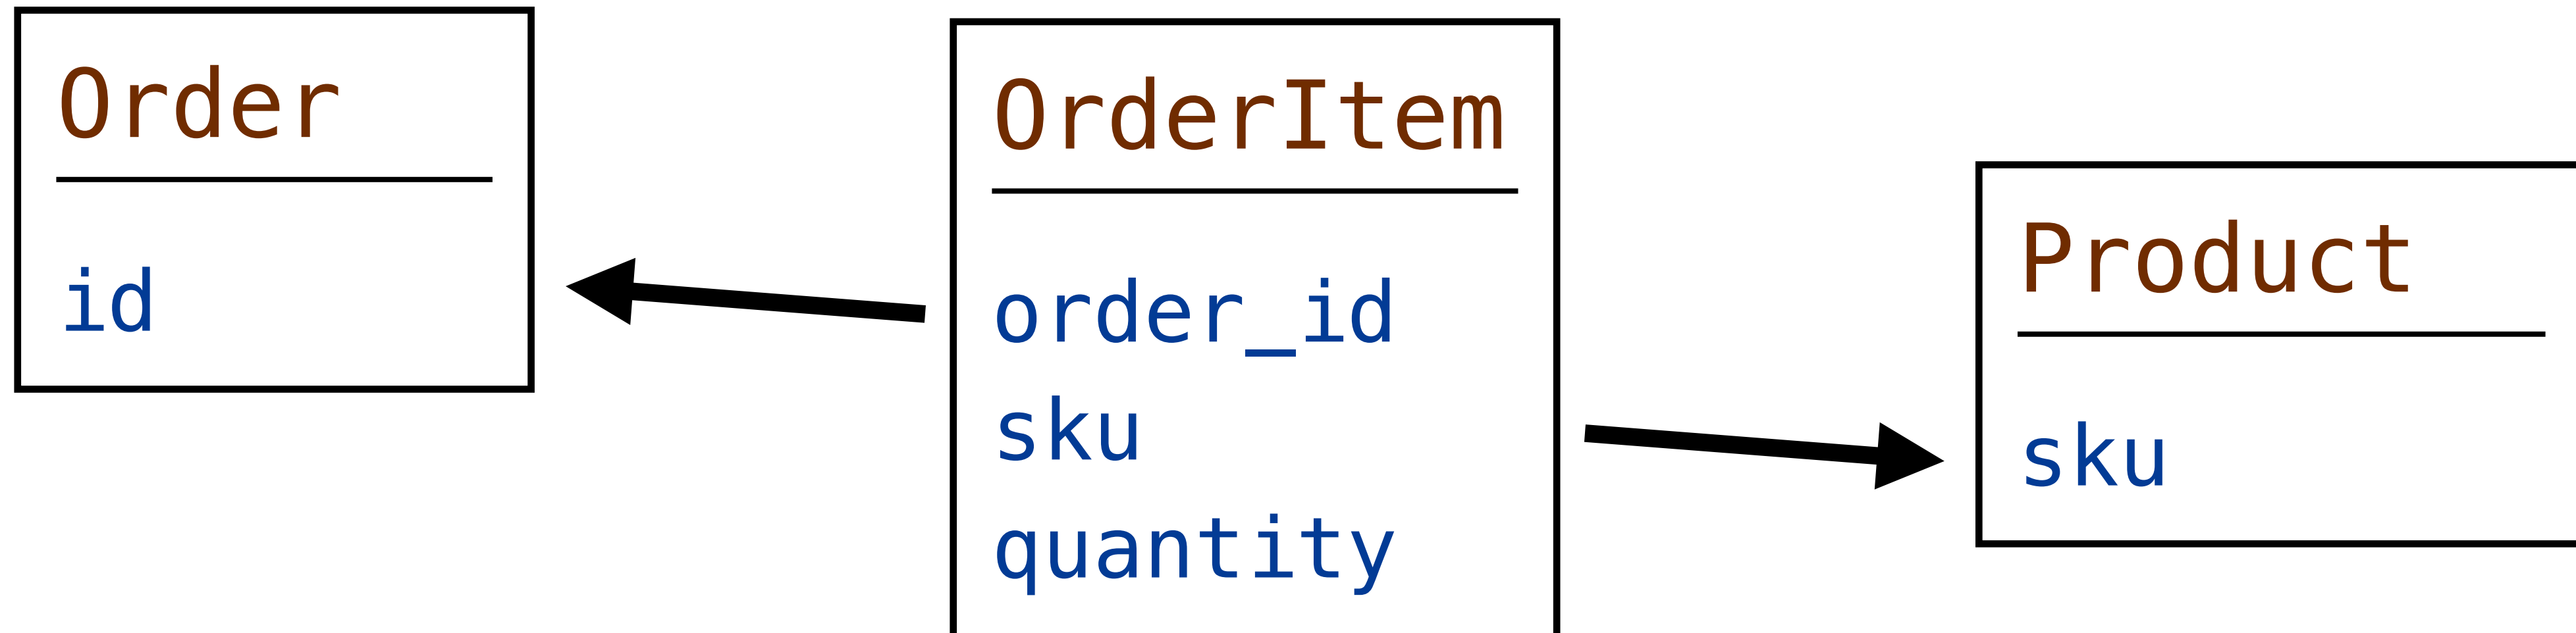 Order
id
OrderItem
order_id
sku
quantity
Product
sku